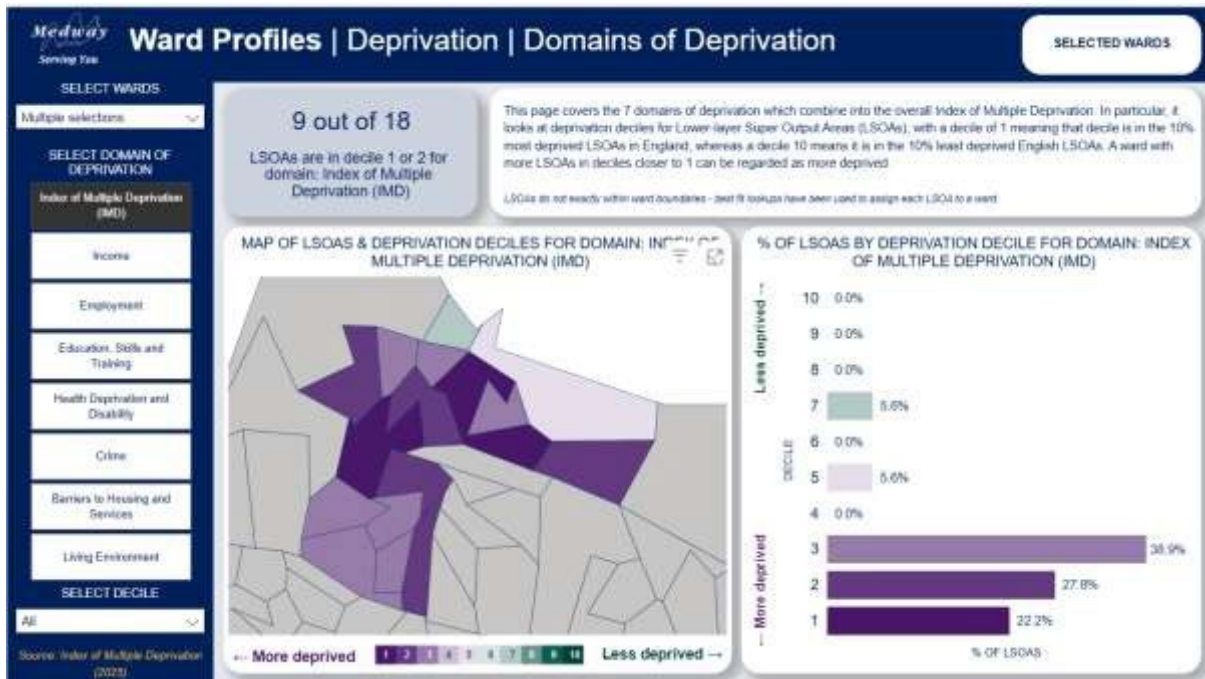 Medway
Serving You
Ward Profiles | Deprivation | Domains of Deprivation
SELECTED WARDS
SELECT WARDS
Multiple selections
SELECT DOMAIN OF
DEPRIVATION
Index of Multiple Deprivation
(IMD)
Income
Employment
Education, Skills and
Training
Health Deprivation and
Disability
Crime
Barriers to Housing and
Services
Living Environment
SELECT DECILE
All
Source: Index of Multiple Deprivation
(2025)
9 out of 18
LSOAs are in decile 1 or 2 for
domain: Index of Multiple
Deprivation (IMD)
This page covers the 7 domains of deprivation which combine into the overall Index of Multiple Deprivation. In particular, it
looks at deprivation deciles for Lower-layer Super Output Areas (LSOAs), with a decile of 1 meaning that decile is in the 10%
most deprived LSOAs in England, whereas a decile 10 means it is in the 10% least deprived English LSOAs. A ward with
more LSOAs in deciles closer to 1 can be regarded as more deprived
LSOAs do not exactly within ward boundaries - best fit lookups have been used to assign each LSOA to a ward
MAP OF LSOAS & DEPRIVATION DECILES FOR DOMAIN: INDEX OF
MULTIPLE DEPRIVATION (IMD)
← More deprived
1 2 3 4 5 6 7 8 9 10
Less deprived →
% OF LSOAS BY DEPRIVATION DECILE FOR DOMAIN: INDEX
OF MULTIPLE DEPRIVATION (IMD)
Less deprived →
DECILE
← More deprived
10 0.0%
9 0.0%
8 0.0%
7 5.6%
6 0.0%
5 5.6%
4 0.0%
3 38.9%
2 27.8%
1 22.2%
% OF LSOAS